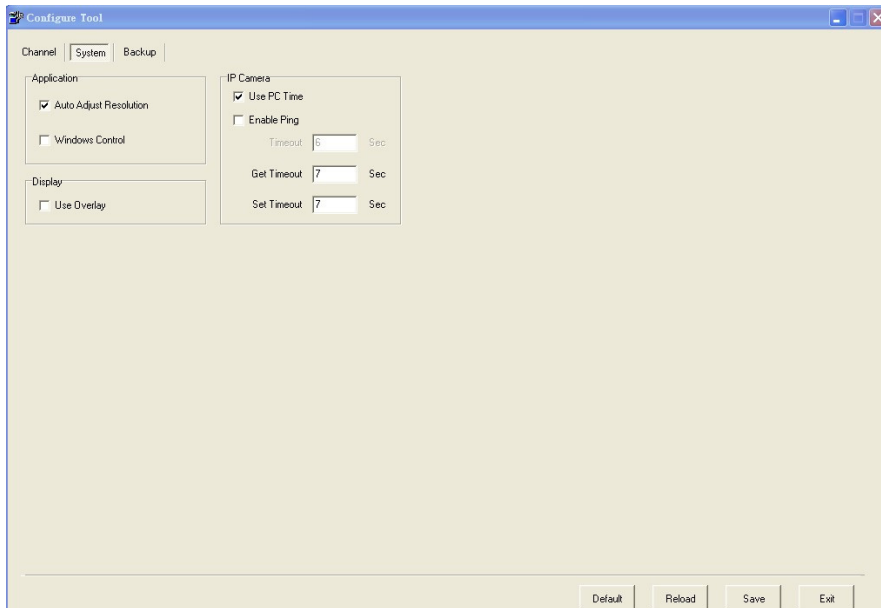 Configure Tool
Channel System Backup
Application
Auto Adjust Resolution
Windows Control
Display
Use Overlay
IP Camera
Use PC Time
Enable Ping
Timeout 6 Sec
Get Timeout 7 Sec
Set Timeout 7 Sec
Default Reload Save Exit